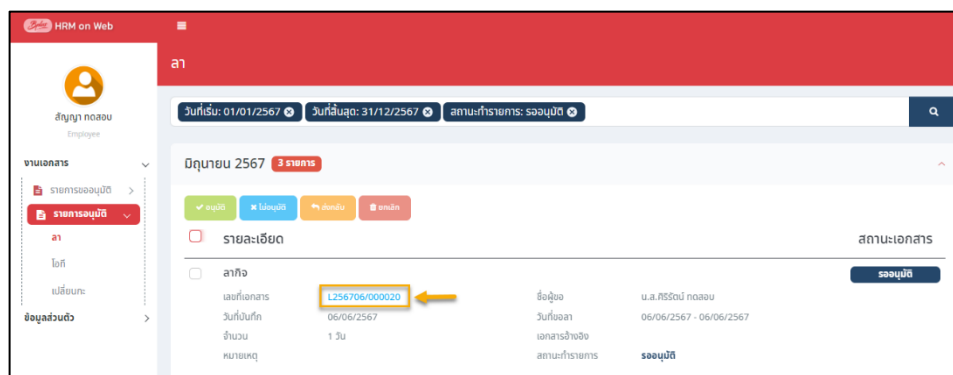 HRM on Web
ลา
สัญญา ทดสอบ
Employee
วันที่เริ่ม: 01/01/2567 วันที่สิ้นสุด: 31/12/2567 สถานะทำรายการ: รออนุมัติ
งานเอกสาร
มิถุนายน 2567 3 รายการ
รายการขออนุมัติ
รายการอนุมัติ
อนุมัติ ไม่อนุมัติ ส่งกลับ ยกเลิก
ลา
รายละเอียด สถานะเอกสาร
โอที
ลากิจ รออนุมัติ
เปลี่ยนกะ
เลขที่เอกสาร L256706/000020 ชื่อผู้ขอ น.ส.ศิริรัตน์ ทดสอบ
ข้อมูลส่วนตัว
วันที่บันทึก 06/06/2567 วันที่ขอลา 06/06/2567 - 06/06/2567
จำนวน 1 วัน เอกสารอ้างอิง
หมายเหตุ สถานะทำรายการ รออนุมัติ